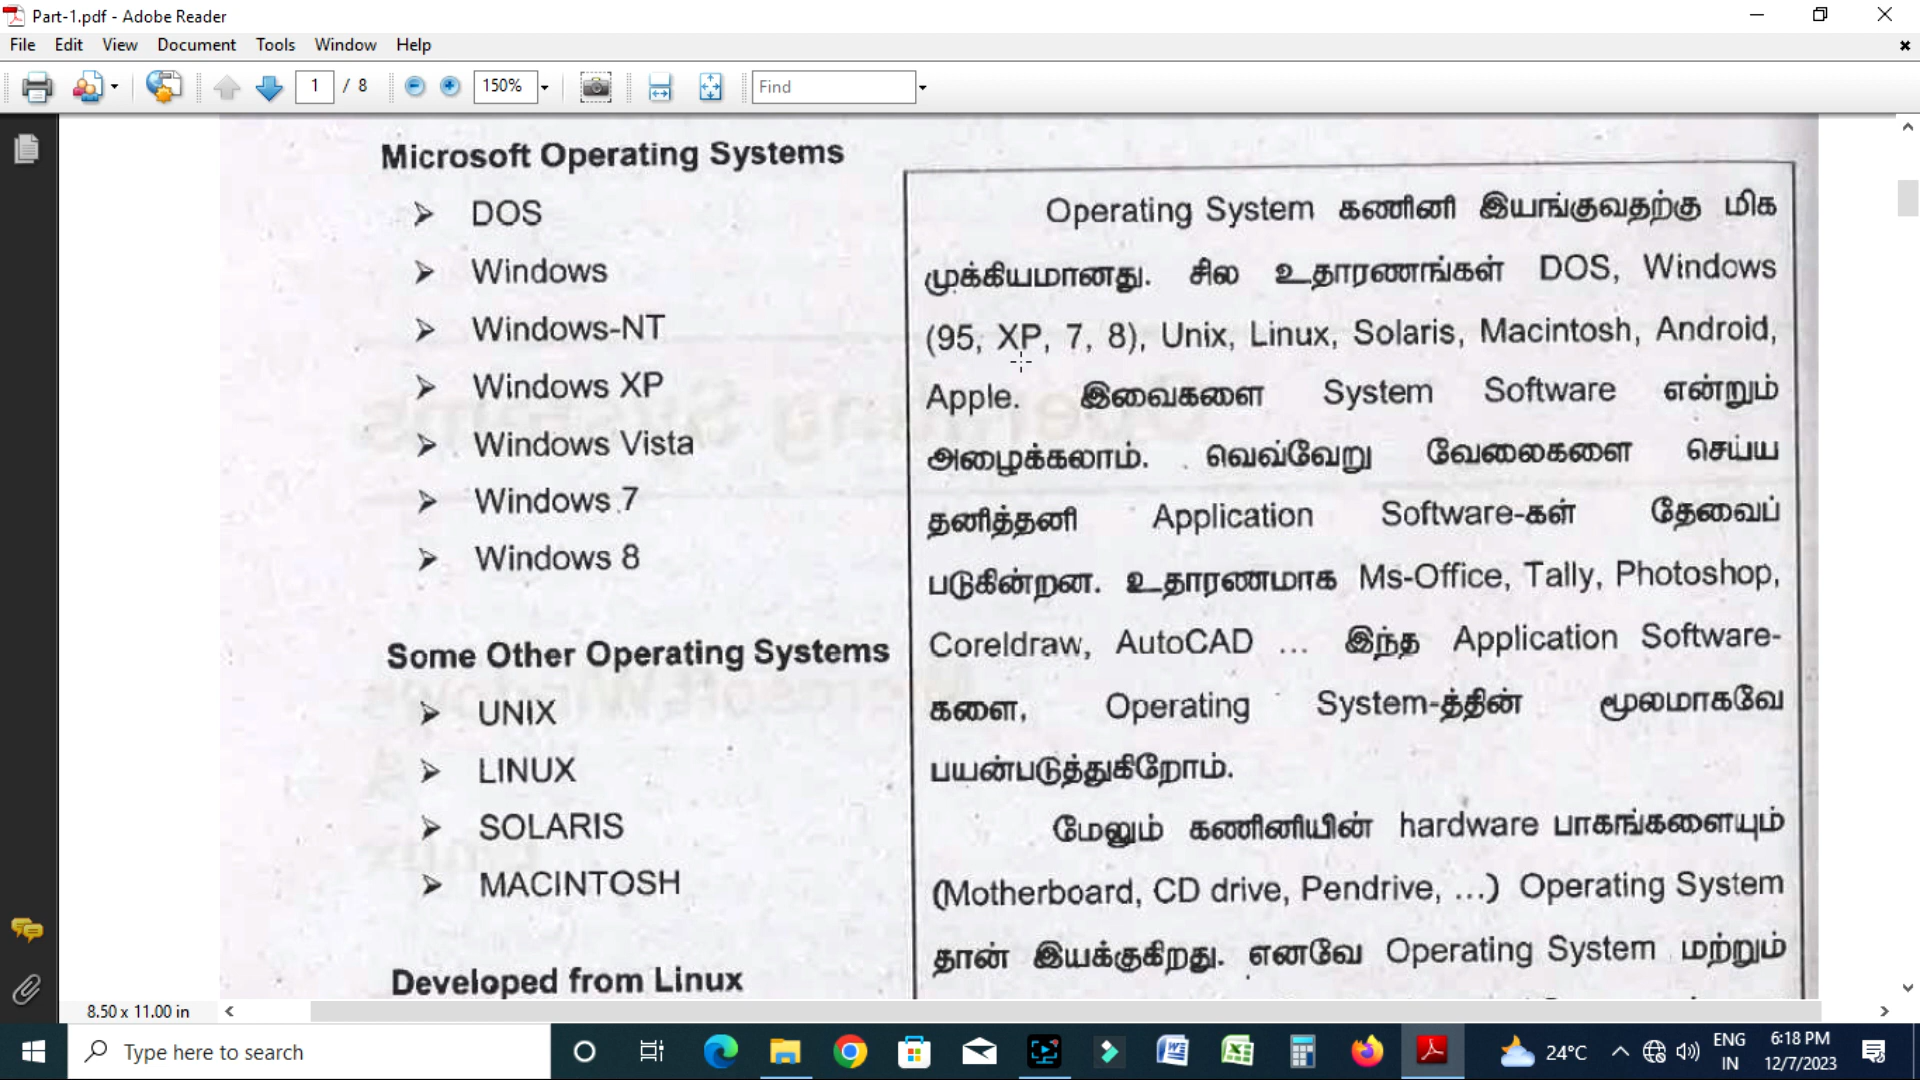 Part-1.pdf - Adobe Reader
File Edit View Document Tools Window Help
1 / 8 150% Find
Microsoft Operating Systems
➢ DOS
➢ Windows
➢ Windows-NT
➢ Windows XP
➢ Windows Vista
➢ Windows 7
➢ Windows 8
Some Other Operating Systems
➢ UNIX
➢ LINUX
➢ SOLARIS
➢ MACINTOSH
Developed from Linux
Operating System கணினி இயங்குவதற்கு மிக
முக்கியமானது. சில உதாரணங்கள் DOS, Windows
(95, XP, 7, 8), Unix, Linux, Solaris, Macintosh, Android,
Apple. இவைகளை System Software என்றும்
அழைக்கலாம். வெவ்வேறு வேலைகளை செய்ய
தனித்தனி Application Software-கள் தேவைப்
படுகின்றன. உதாரணமாக Ms-Office, Tally, Photoshop,
Coreldraw, AutoCAD ... இந்த Application Software-
களை, Operating System-த்தின் மூலமாகவே
பயன்படுத்துகிறோம்.
மேலும் கணினியின் hardware பாகங்களையும்
(Motherboard, CD drive, Pendrive, ...) Operating System
தான் இயக்குகிறது. எனவே Operating System மற்றும்
8.50 x 11.00 in
Type here to search
24°C
ENG
IN
6:18 PM
12/7/2023